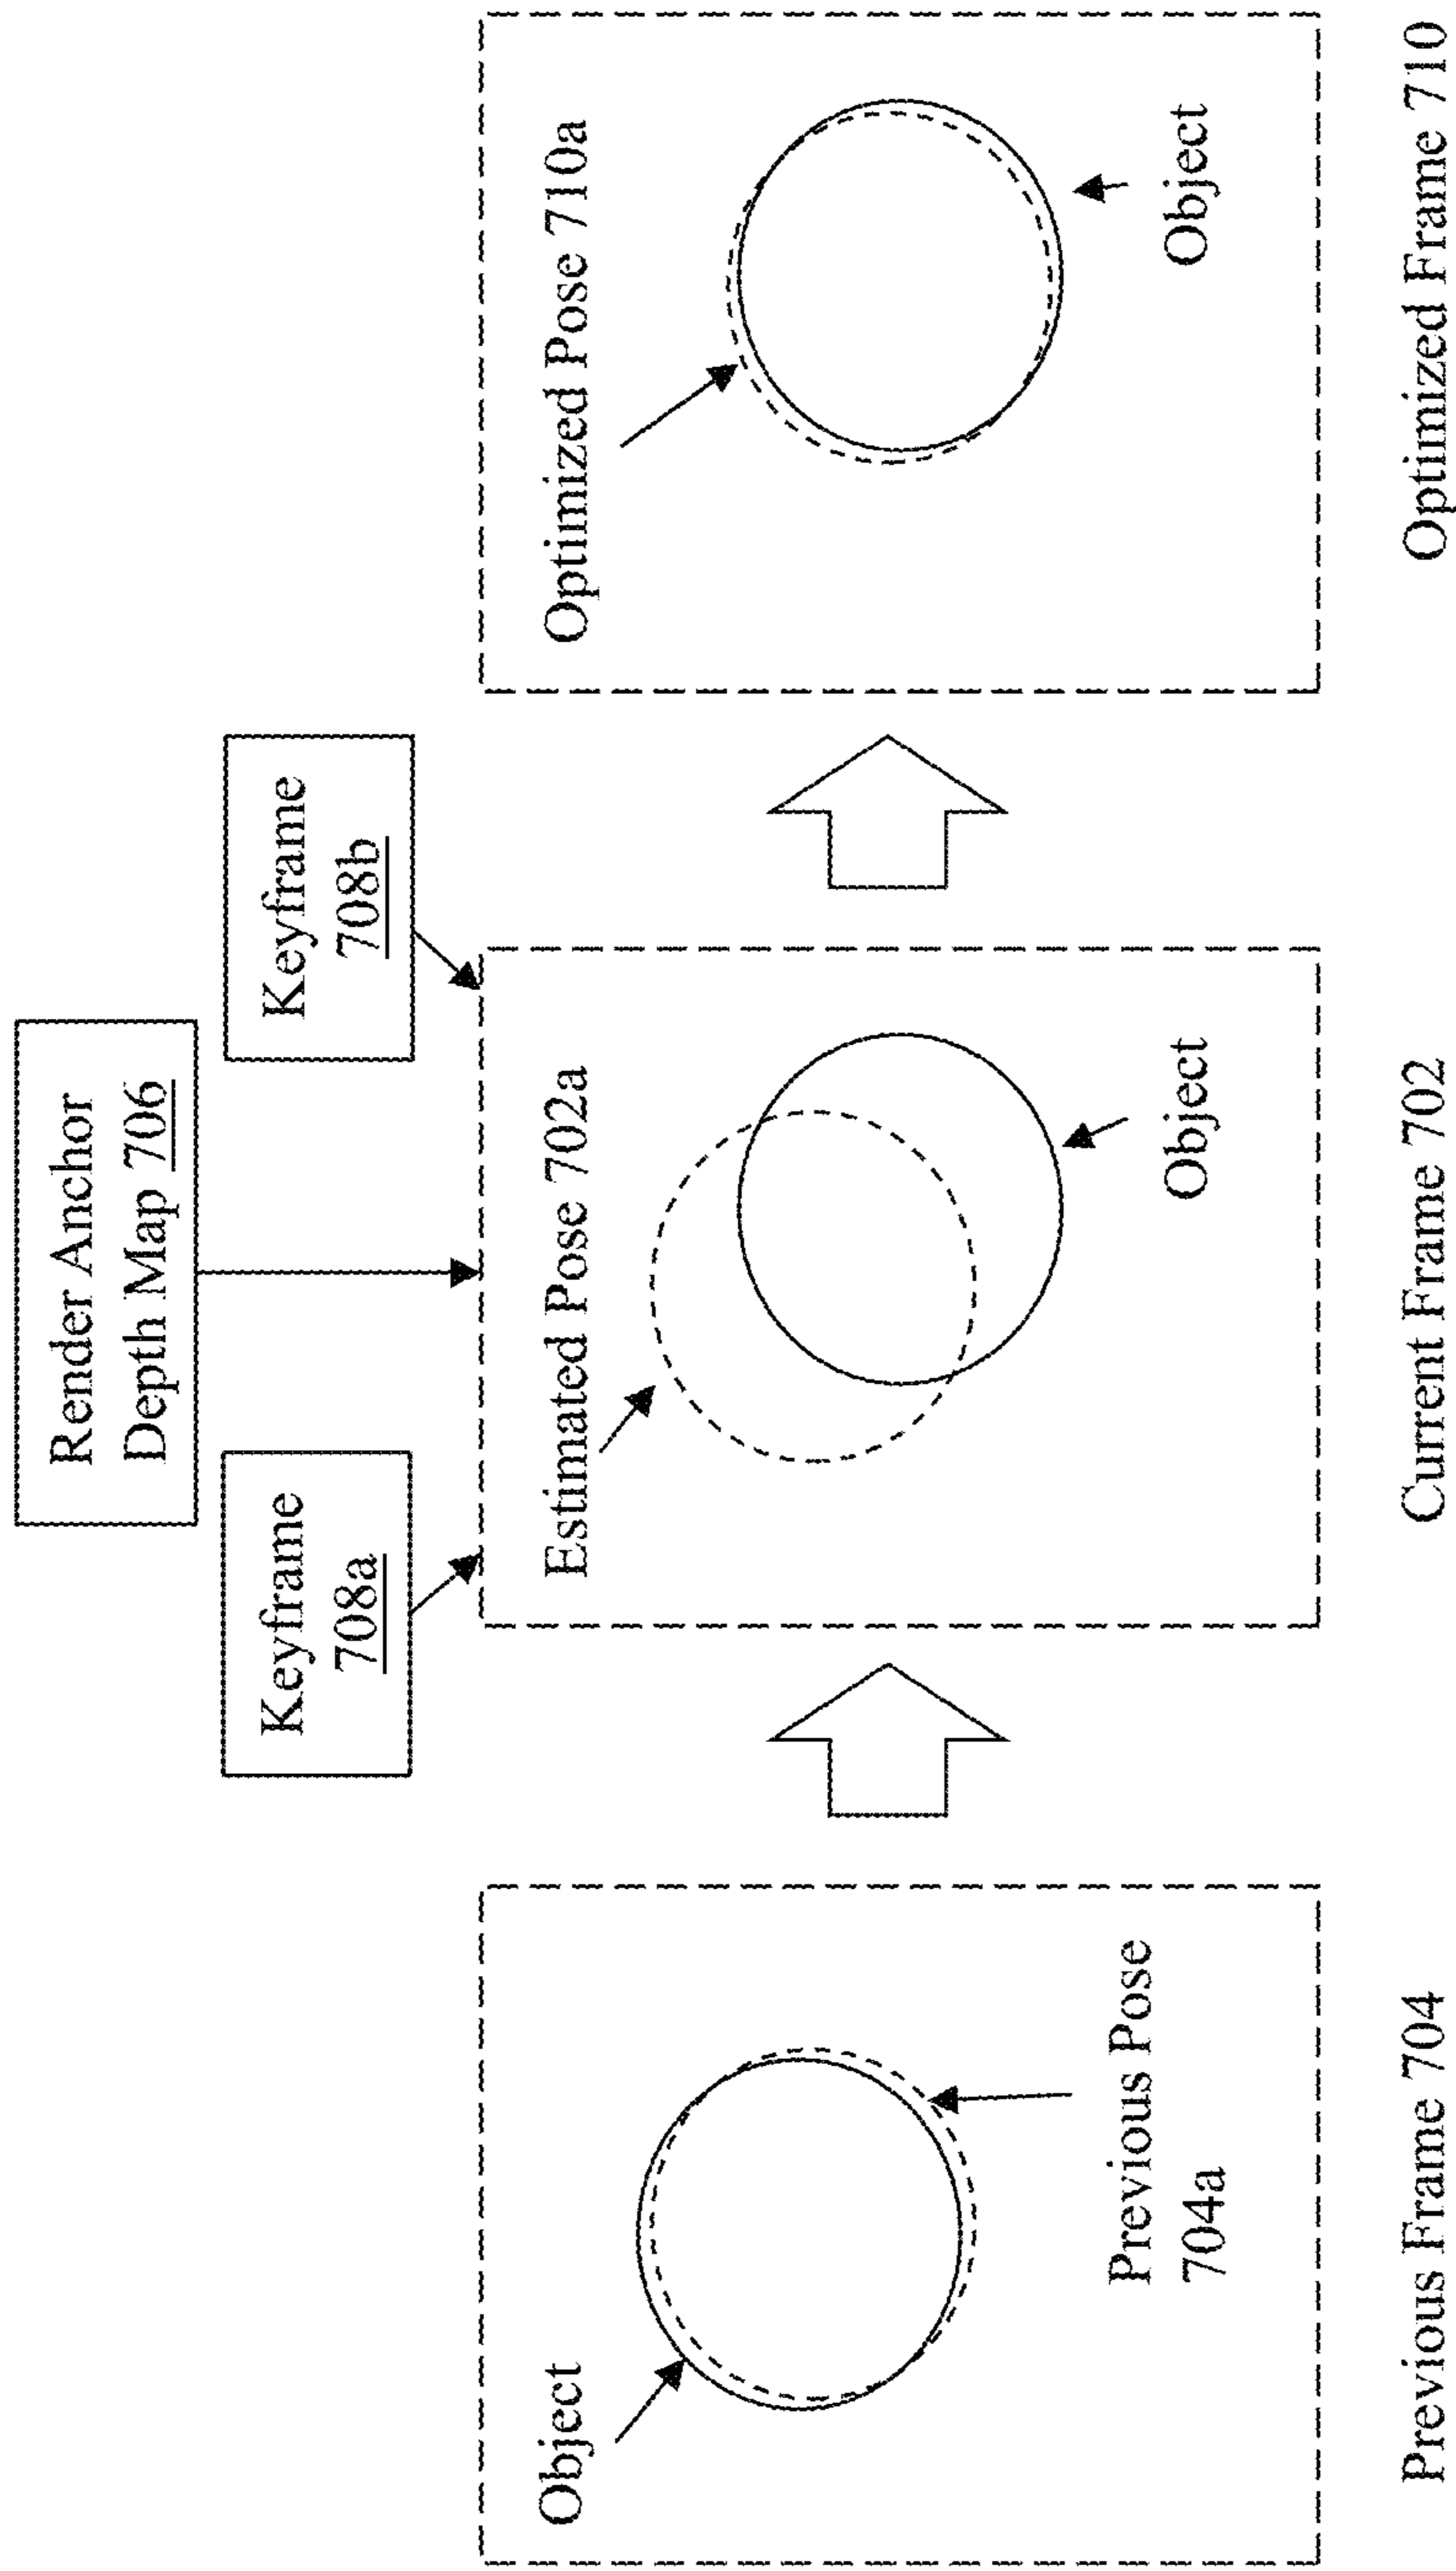 Render Anchor
Depth Map 706
Keyframe
708a
Keyframe
708b
Object
Previous Pose
704a
Estimated Pose 702a
Object
Optimized Pose 710a
Object
Previous Frame 704
Current Frame 702
Optimized Frame 710